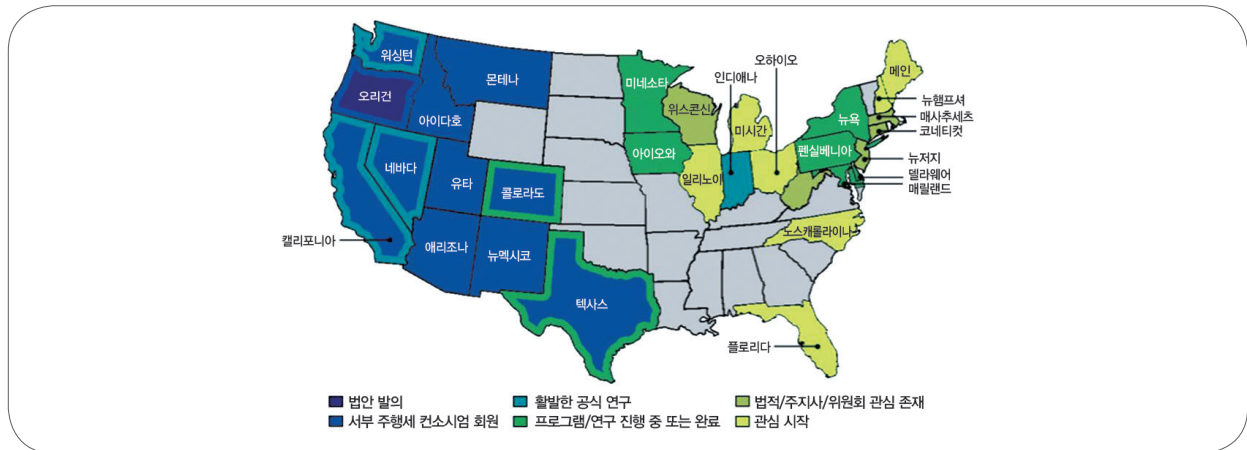 워싱턴
몬테나
오리건
아이다호
네바다
유타
콜로라도
캘리포니아
애리조나
뉴멕시코
텍사스
미네소타
위스콘신
아이오와
일리노이
미시간
인디애나
오하이오
메인
뉴햄프셔
매사추세츠
코네티컷
뉴욕
펜실베니아
뉴저지
델라웨어
매릴랜드
노스캐롤라이나
플로리다
법안 발의
활발한 공식 연구
법적/주지사/위원회 관심 존재
서부 주행세 컨소시엄 회원
프로그램/연구 진행 중 또는 완료
관심 시작